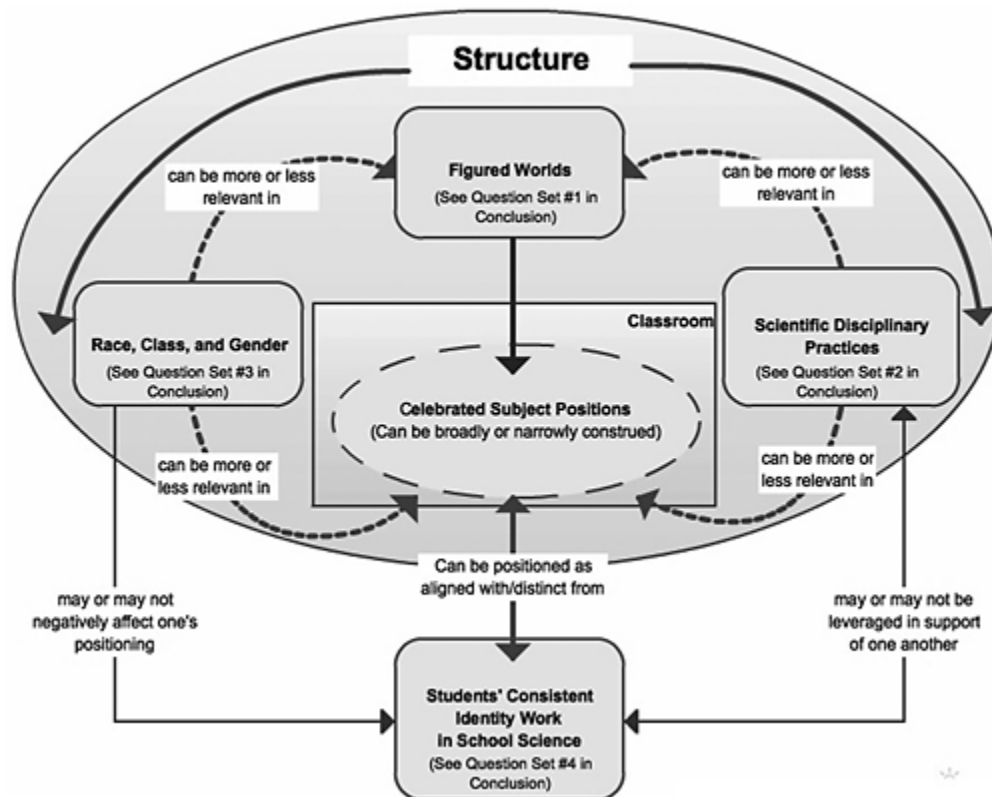 Structure
Figured Worlds
(See Question Set #1 in
Conclusion)
can be more or less
relevant in
can be more or less
relevant in
Race, Class, and Gender
(See Question Set #3 in
Conclusion)
Classroom
Scientific Disciplinary
Practices
(See Question Set #2 in
Conclusion)
Celebrated Subject Positions
(Can be broadly or narrowly construed)
can be more or
less relevant in
can be more or
less relevant in
Can be positioned as
aligned with/distinct from
may or may not
negatively affect one's
positioning
may or may not be
leveraged in support
of one another
Students' Consistent
Identity Work
in School Science
(See Question Set #4 in
Conclusion)